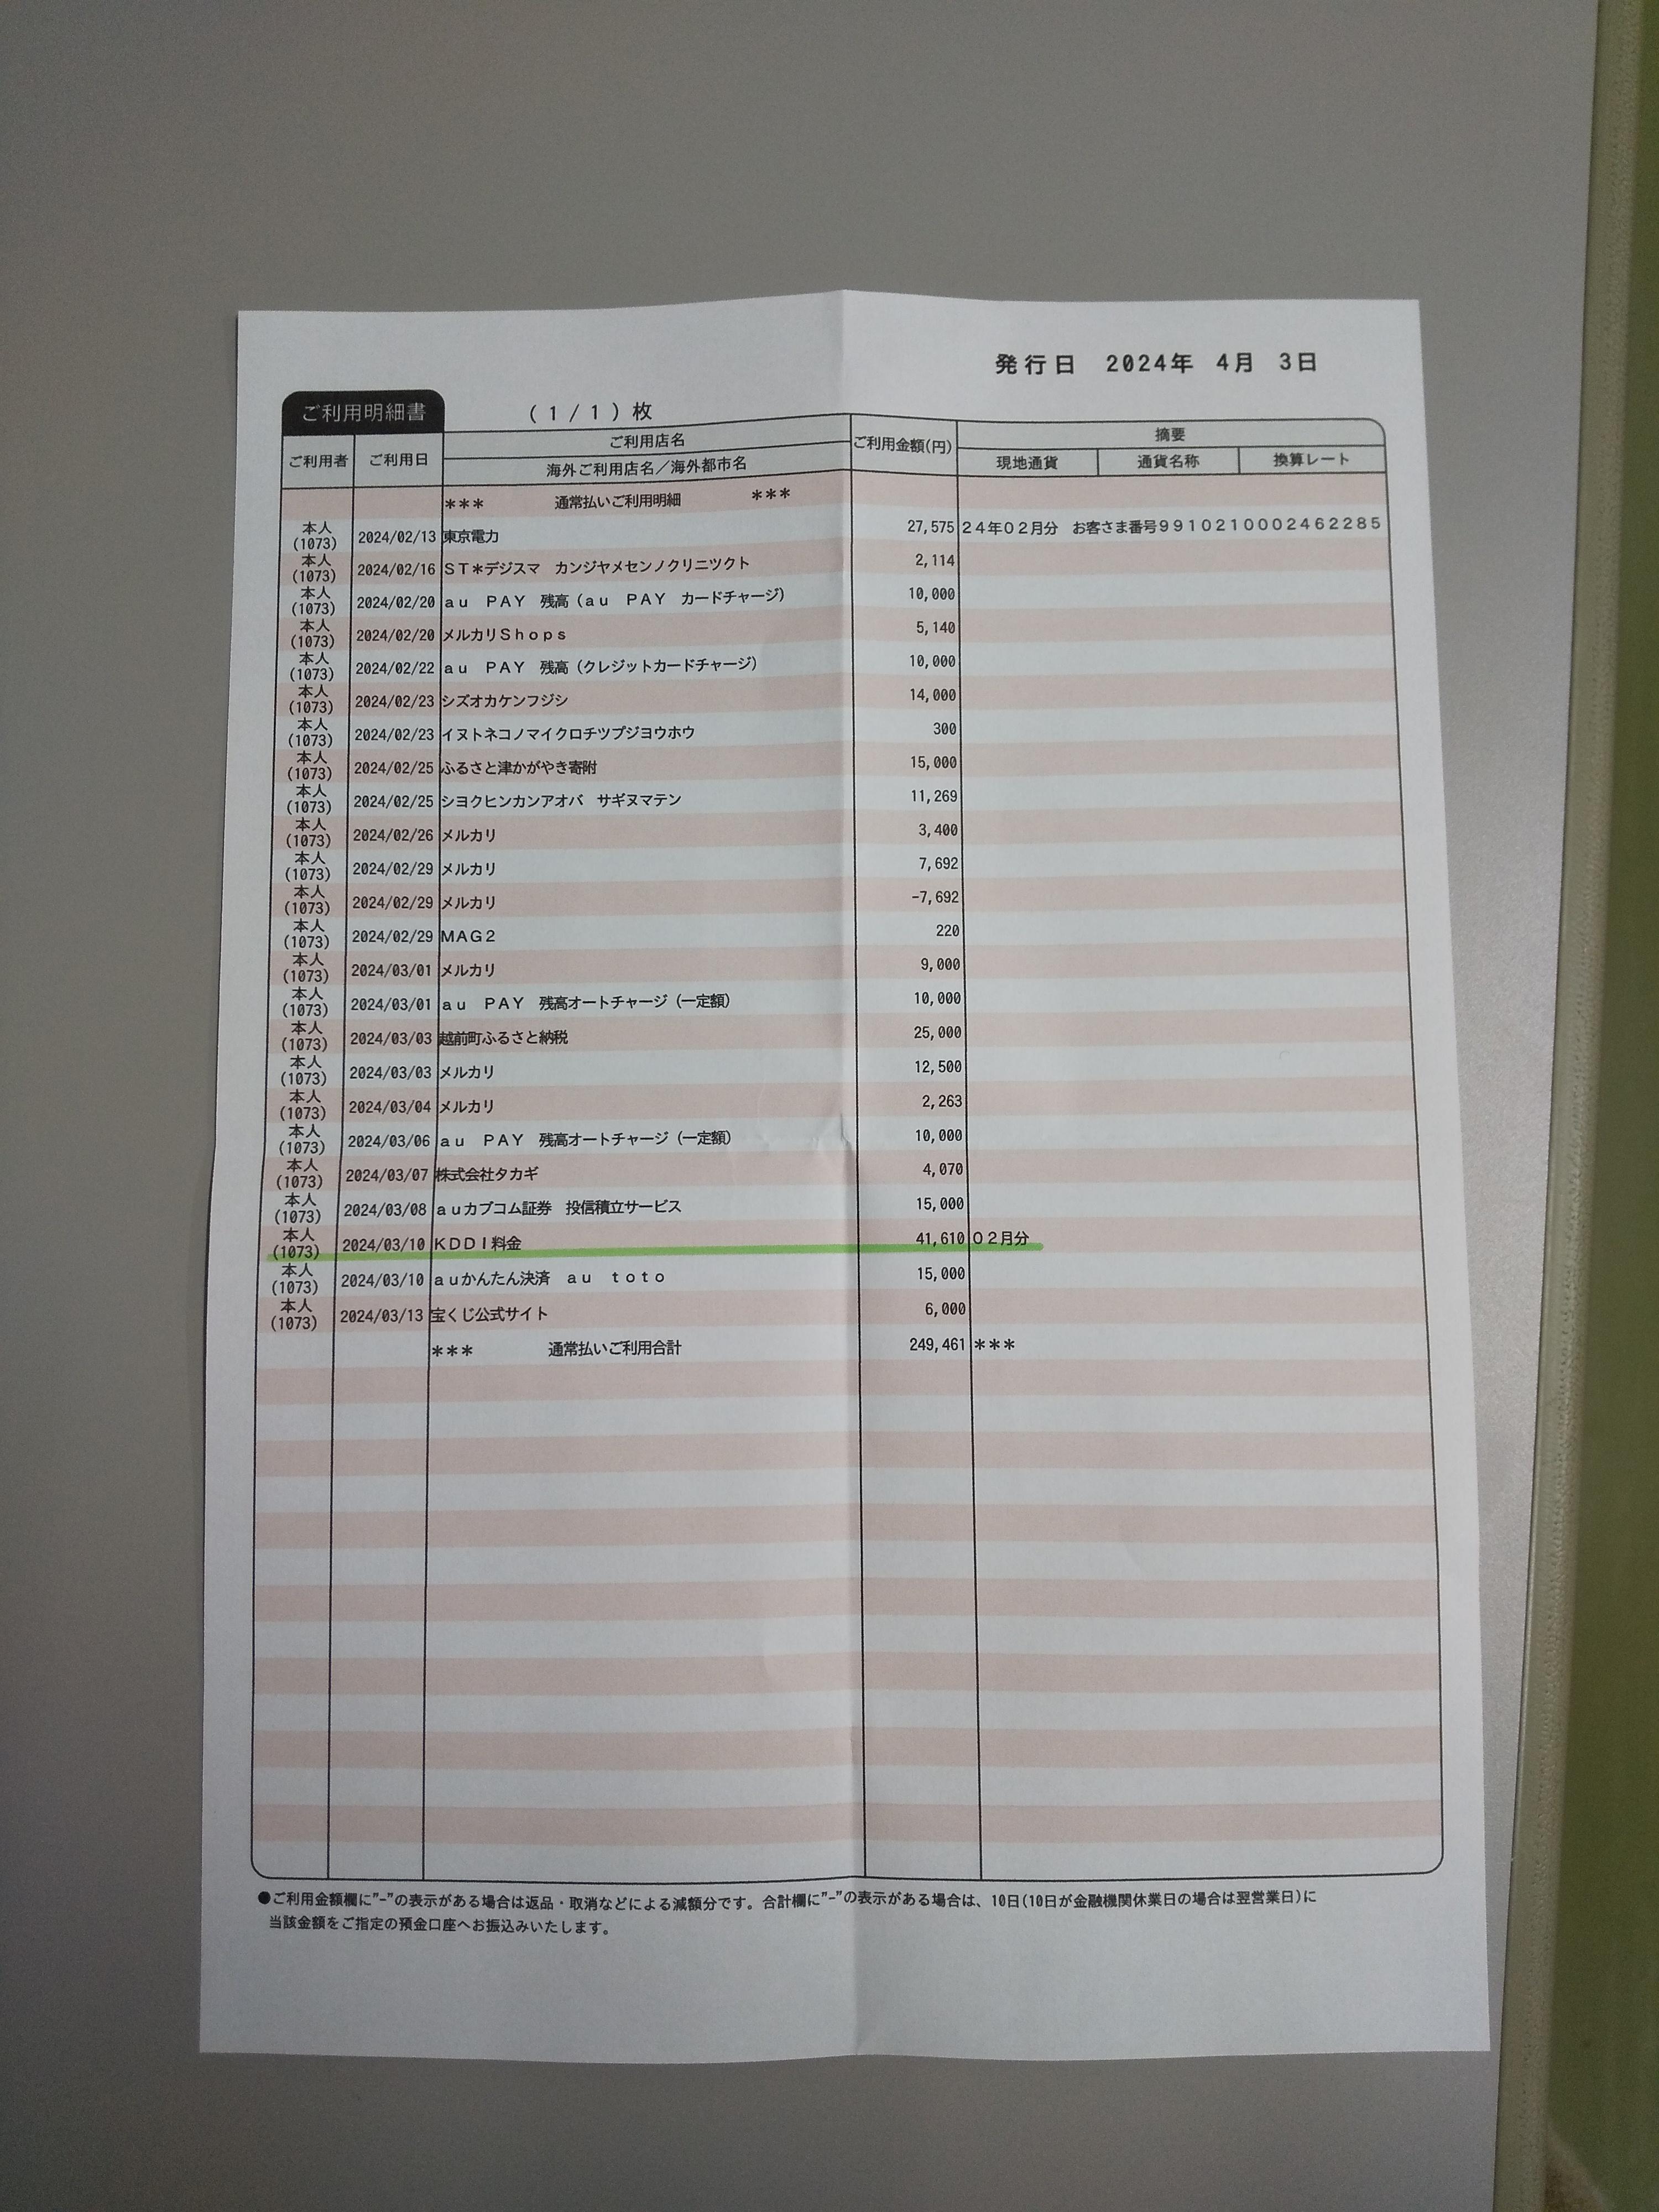 発行日 2024年 4月 3日
ご利用明細書 (1/1)枚
ご利用者 ご利用日 ご利用店名 ご利用金額(円) 摘要
海外ご利用店名／海外都市名 現地通貨 通貨名称 換算レート
*** 通常払いご利用明細 ***
本人(1073) 2024/02/13 東京電力 27,575 24年02月分 お客さま番号9910210002462285
本人(1073) 2024/02/16 ST*デジスマ カンジヤメセンノクリニツクト 2,114
本人(1073) 2024/02/20 au PAY 残高(au PAY カードチャージ) 10,000
本人(1073) 2024/02/20 メルカリShops 5,140
本人(1073) 2024/02/22 au PAY 残高(クレジットカードチャージ) 10,000
本人(1073) 2024/02/23 シズオカケンフジシ 14,000
本人(1073) 2024/02/23 イヌトネコノマイクロチツプジヨウホウ 300
本人(1073) 2024/02/25 ふるさと津かがやき寄附 15,000
本人(1073) 2024/02/25 シヨクヒンカンアオバ サギヌマテン 11,269
本人(1073) 2024/02/26 メルカリ 3,400
本人(1073) 2024/02/29 メルカリ 7,692
本人(1073) 2024/02/29 メルカリ -7,692
本人(1073) 2024/02/29 MAG2 220
本人(1073) 2024/03/01 メルカリ 9,000
本人(1073) 2024/03/01 au PAY 残高オートチャージ(一定額) 10,000
本人(1073) 2024/03/03 越前町ふるさと納税 25,000
本人(1073) 2024/03/03 メルカリ 12,500
本人(1073) 2024/03/04 メルカリ 2,263
本人(1073) 2024/03/06 au PAY 残高オートチャージ(一定額) 10,000
本人(1073) 2024/03/07 株式会社タカギ 4,070
本人(1073) 2024/03/08 auカブコム証券 投信積立サービス 15,000
本人(1073) 2024/03/10 KDDI料金 41,610 02月分
本人(1073) 2024/03/10 auかんたん決済 au toto 15,000
本人(1073) 2024/03/13 宝くじ公式サイト 6,000
*** 通常払いご利用合計 249,461 ***
●ご利用金額欄に"-"の表示がある場合は返品・取消などによる減額分です。合計欄に"-"の表示がある場合は、10日(10日が金融機関休業日の場合は翌営業日)に
当該金額をご指定の預金口座へお振込みいたします。